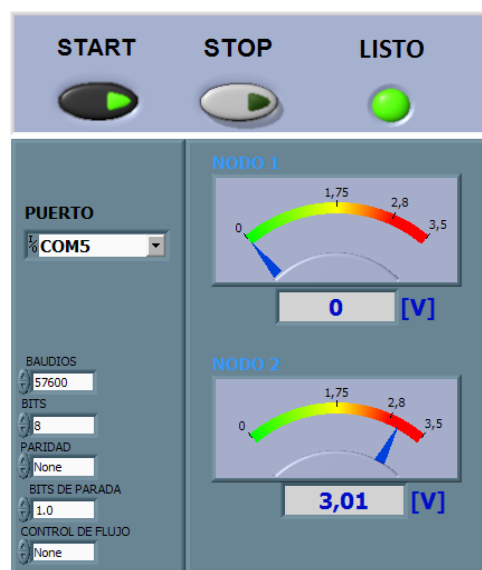 START STOP LISTO
NODO 1
PUERTO
I/O COM5
0 1,75 2,8 3,5
0 [V]
BAUDIOS
57600
BITS
8
PARIDAD
None
BITS DE PARADA
1.0
CONTROL DE FLUJO
None
NODO 2
0 1,75 2,8 3,5
3,01 [V]